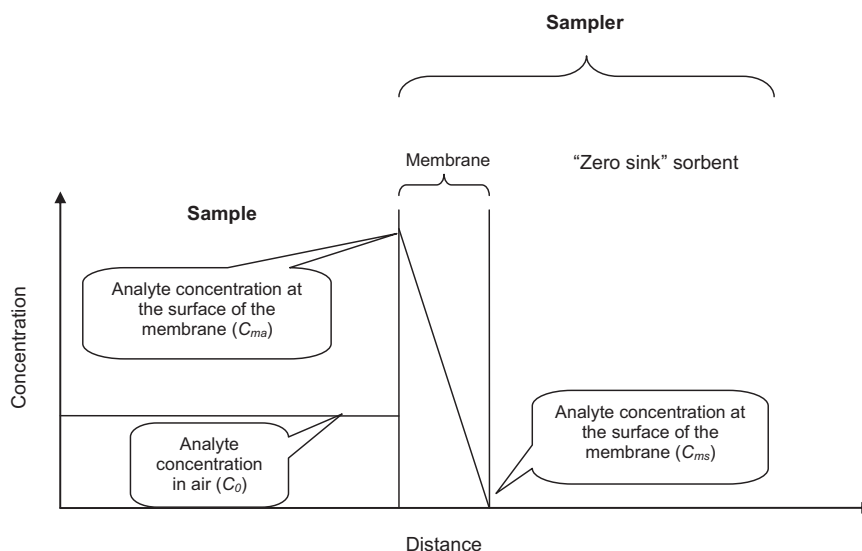 Sampler
Membrane
“Zero sink” sorbent
Sample
Analyte concentration at
the surface of the
membrane (Cma)
Concentration
Analyte
concentration
in air (C0)
Analyte concentration at
the surface of the
membrane (Cms)
Distance